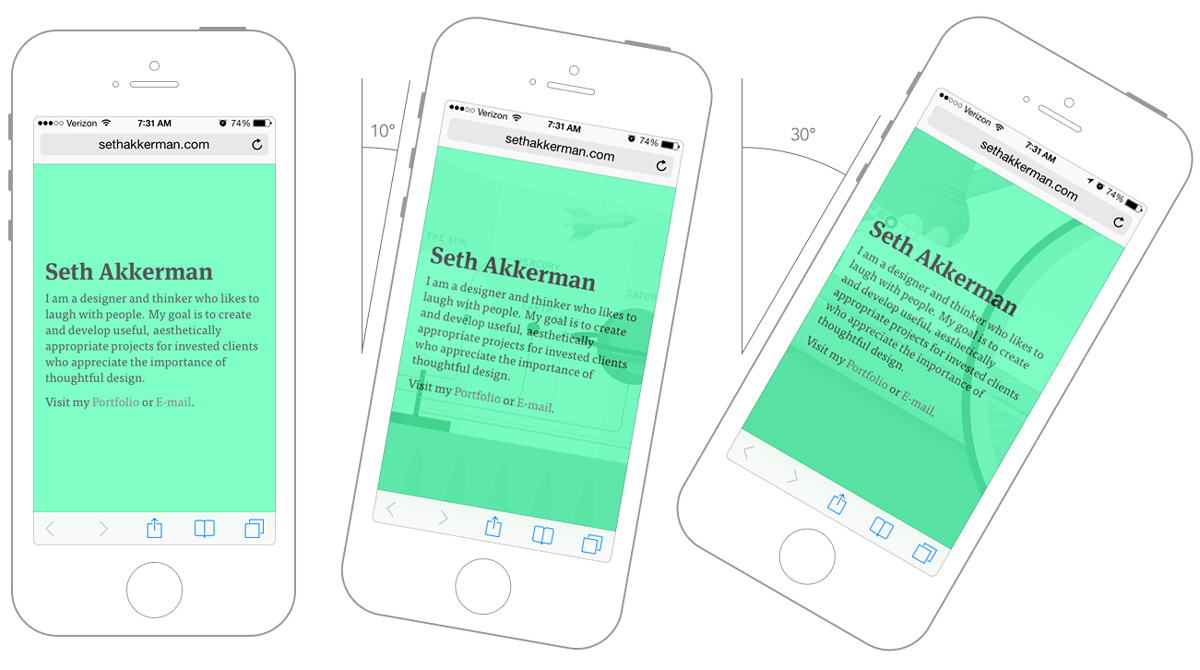 Verizon 7:31 AM 74%
sethakkerman.com
Seth Akkerman
I am a designer and thinker who likes to
laugh with people. My goal is to create
and develop useful, aesthetically
appropriate projects for invested clients
who appreciate the importance of
thoughtful design.
Visit my Portfolio or E-mail.
10°
Verizon 7:31 AM 74%
sethakkerman.com
THE SUN
MERCURY
SATUR
Seth Akkerman
I am a designer and thinker who likes to
laugh with people. My goal is to create
and develop useful, aesthetically
appropriate projects for invested clients
who appreciate the importance of
thoughtful design.
Visit my Portfolio or E-mail.
30°
Verizon 7:31 AM 74%
sethakkerman.com
Seth Akkerman
I am a designer and thinker who likes to
laugh with people. My goal is to create
and develop useful, aesthetically
appropriate projects for invested clients
who appreciate the importance of
thoughtful design.
Visit my Portfolio or E-mail.